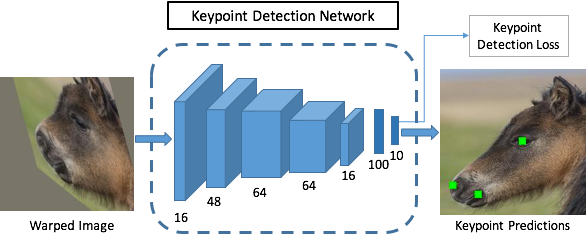 Keypoint Detection Network
Keypoint
Detection Loss
16
48
64
64
16
100
10
Warped Image
Keypoint Predictions